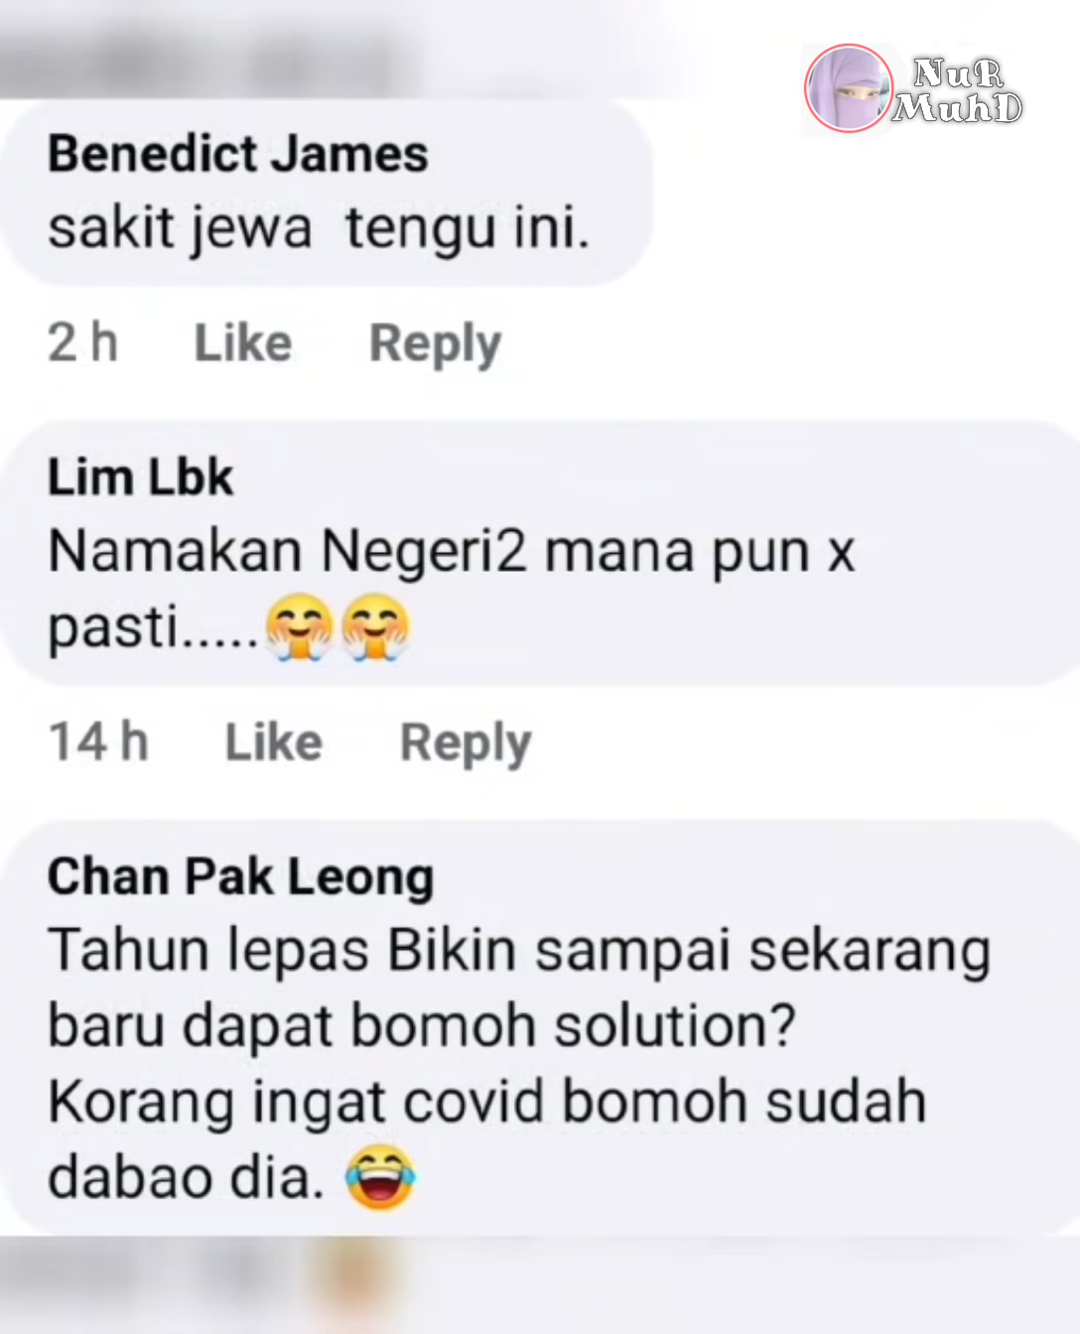 NuR
MuhD
Benedict James
sakit jewa  tengu ini.
2 h Like Reply
Lim Lbk
Namakan Negeri2 mana pun x
pasti.....🤗🤗
14 h Like Reply
Chan Pak Leong
Tahun lepas Bikin sampai sekarang
baru dapat bomoh solution?
Korang ingat covid bomoh sudah
dabao dia. 😂